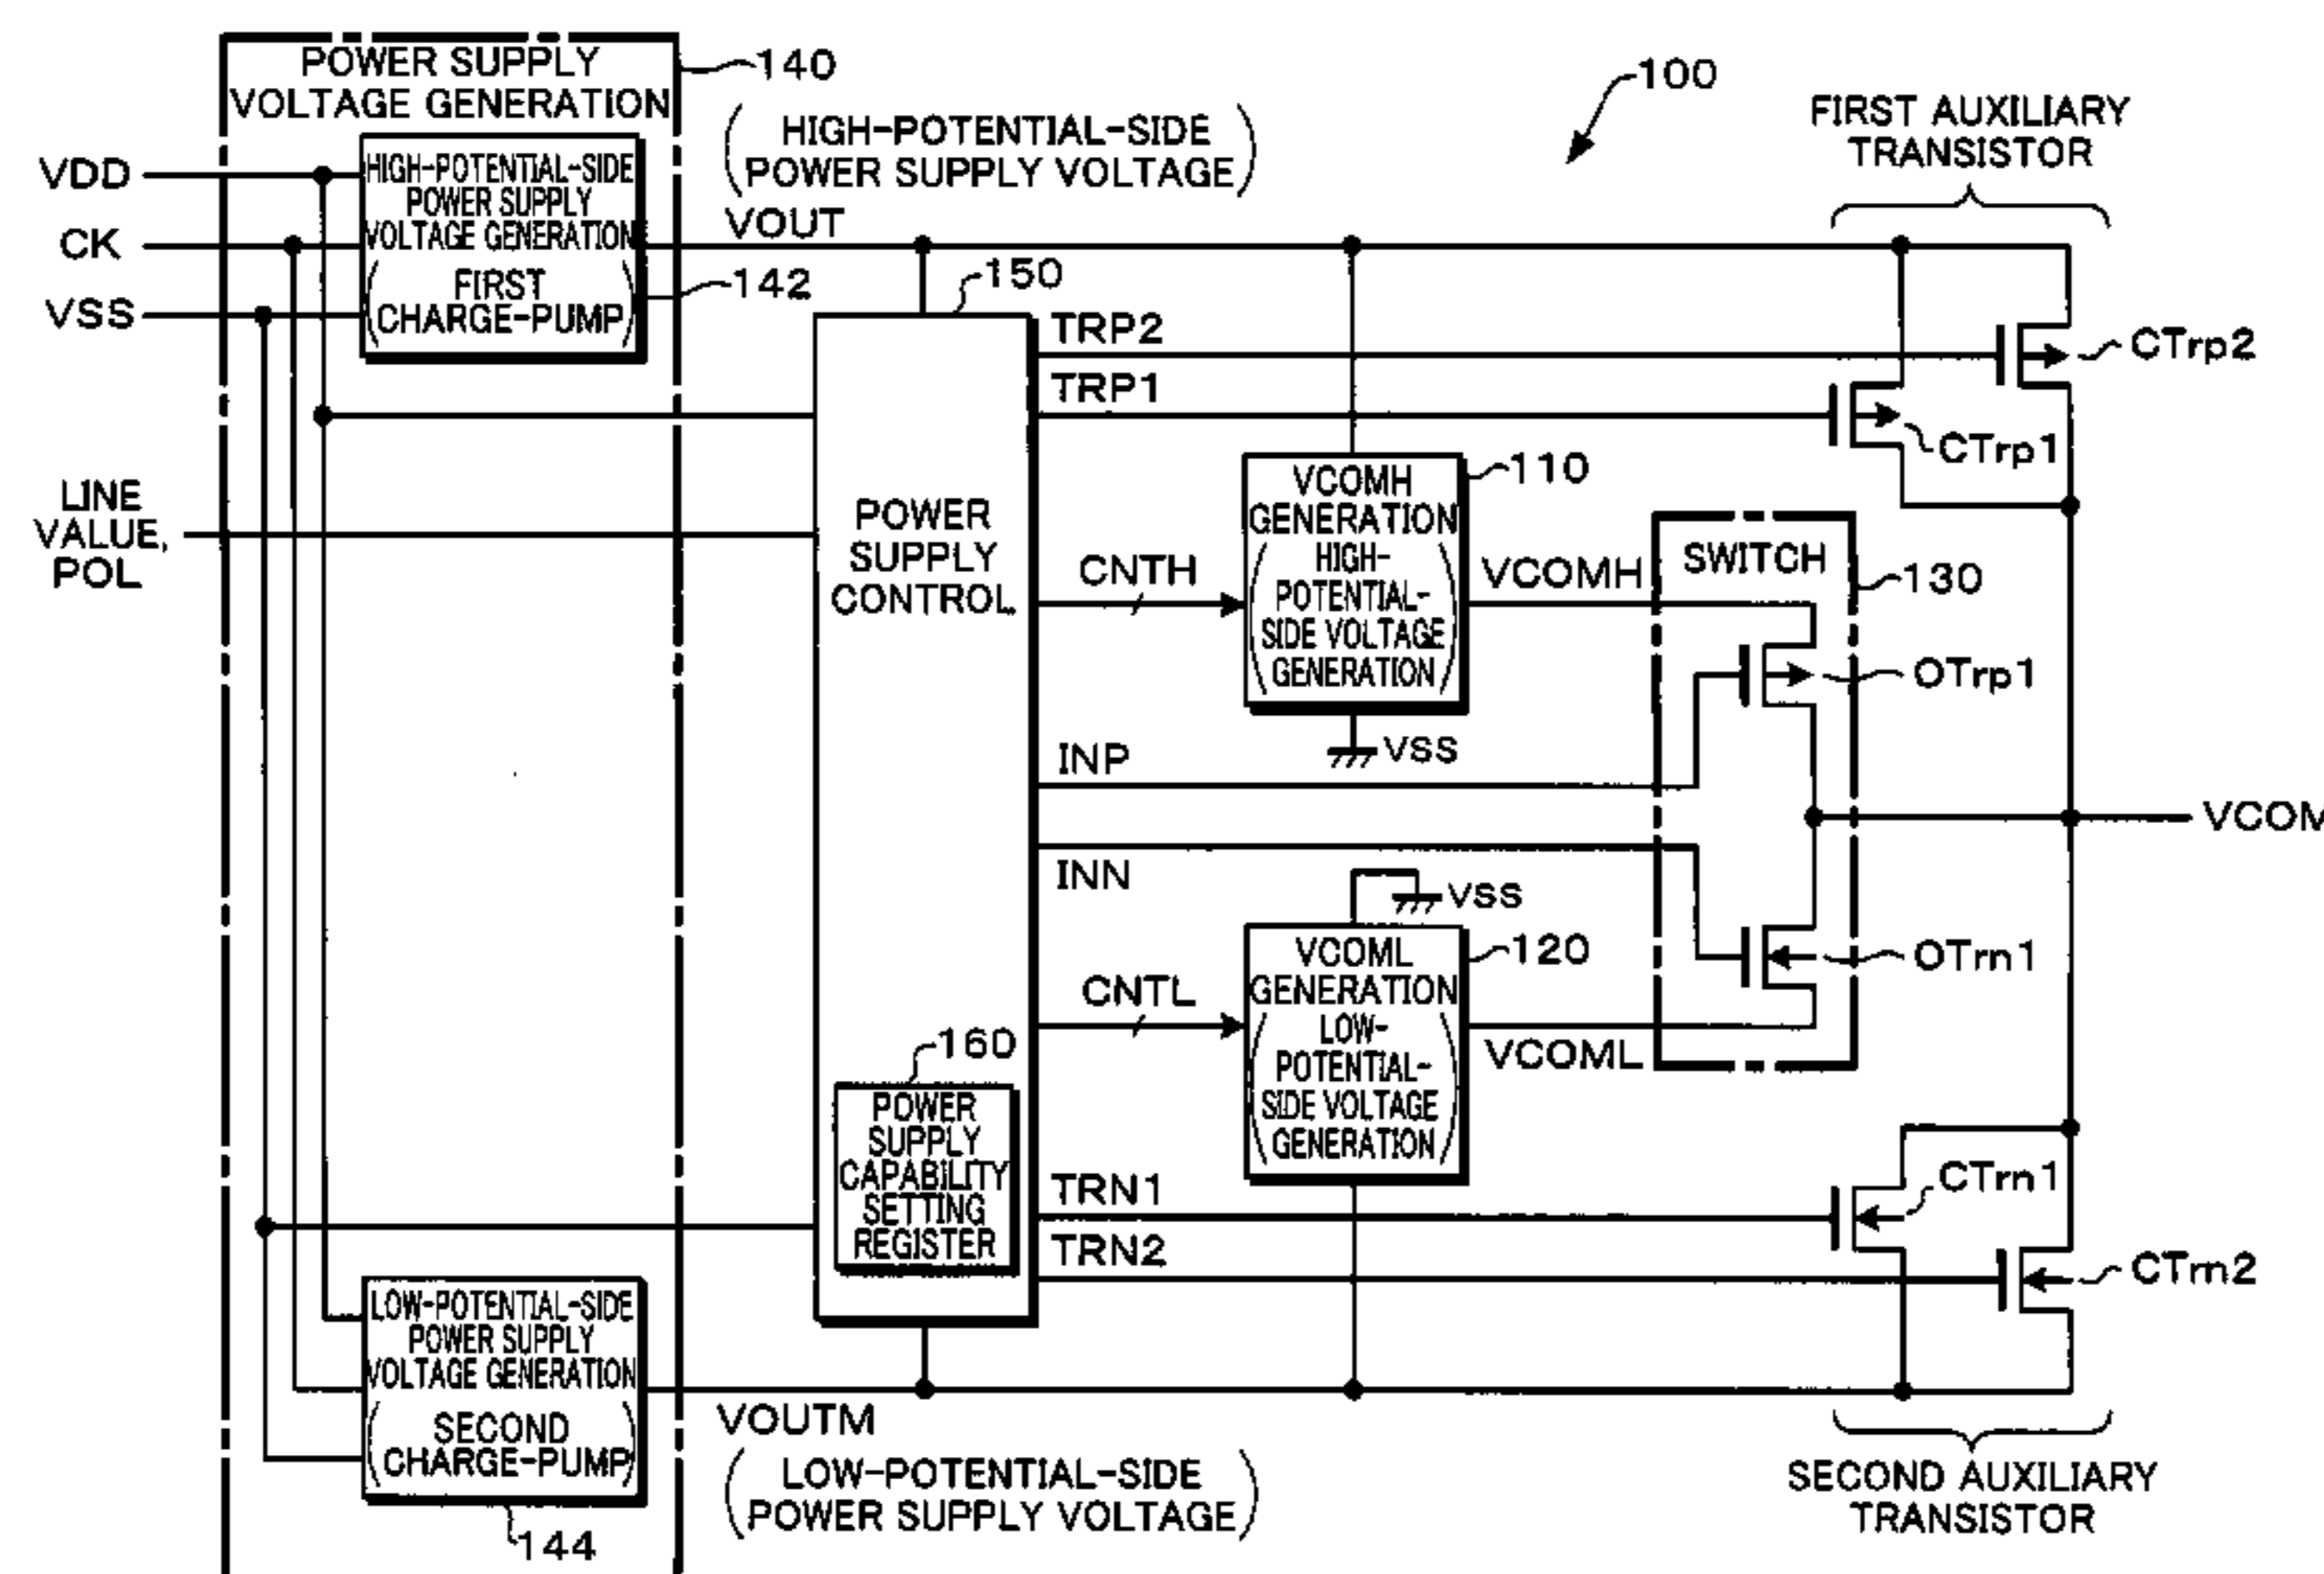 POWER SUPPLY
VOLTAGE GENERATION
140
HIGH-POTENTIAL-SIDE
POWER SUPPLY VOLTAGE
100
FIRST AUXILIARY
TRANSISTOR
VDD
CK
VSS
HIGH-POTENTIAL-SIDE
POWER SUPPLY
VOLTAGE GENERATION
FIRST
CHARGE-PUMP
142
VOUT
150
TRP2
TRP1
CTrp2
CTrp1
LINE
VALUE,
POL
POWER
SUPPLY
CONTROL
CNTH
VCOMH
GENERATION
HIGH-
POTENTIAL-
SIDE VOLTAGE
GENERATION
110
VCOMH
SWITCH
130
OTrp1
VSS
INP
INN
VCOM
VSS
OTrn1
CNTL
VCOML
GENERATION
LOW-
POTENTIAL-
SIDE VOLTAGE
GENERATION
120
VCOML
160
POWER
SUPPLY
CAPABILITY
SETTING
REGISTER
TRN1
TRN2
CTrn1
CTrn2
LOW-POTENTIAL-SIDE
POWER SUPPLY
VOLTAGE GENERATION
SECOND
CHARGE-PUMP
144
VOUTM
LOW-POTENTIAL-SIDE
POWER SUPPLY VOLTAGE
SECOND AUXILIARY
TRANSISTOR